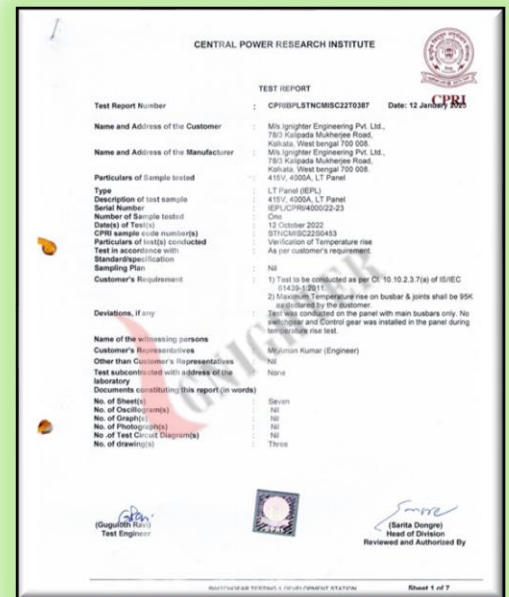 CENTRAL POWER RESEARCH INSTITUTE
CPRI
TEST REPORT
Test Report Number : CPRIBPLSTNCMISC22T0387 Date: 12 January 2023
Name and Address of the Customer : M/s.Ignighter Engineering Pvt. Ltd.,
78/3 Kalipada Mukherjee Road,
Kolkata, West bengal 700 008.
Name and Address of the Manufacturer : M/s.Ignighter Engineering Pvt. Ltd.,
78/3 Kalipada Mukherjee Road,
Kolkata, West bengal 700 008.
Particulars of Sample tested : 415V, 4000A, LT Panel
Type : LT Panel (IEPL)
Description of test sample : 415V, 4000A, LT Panel
Serial Number : IEPL/CPRI/4000/22-23
Number of Sample tested : One
Date(s) of Test(s) : 12 October 2022
CPRI sample code number(s) : STNCMISC22S0453
Particulars of test(s) conducted : Verification of Temperature rise
Test in accordance with : As per customer's requirement
Standard/specification
Sampling Plan : Nil
Customer's Requirement : 1) Test to be conducted as per Cl. 10.10.2.3.7(a) of IS/IEC
61439-1:2011.
2) Maximum Temperature rise on busbar & joints shall be 95K
as declared by the customer.
Deviations, if any : Test was conducted on the panel with main busbars only. No
switchgear and Control gear was installed in the panel during
temperature rise test.
Name of the witnessing persons
Customer's Representatives : Mr.Aman Kumar (Engineer)
Other than Customer's Representatives : Nil
Test subcontracted with address of the : None
laboratory
Documents constituting this report (in words)
No. of Sheet(s) : Seven
No. of Oscillogram(s) : Nil
No. of Graph(s) : Nil
No. of Photograph(s) : Nil
No .of Test Circuit Diagram(s) : Nil
No. of drawing(s) : Three
IGNIGHTER
(Guguloth Ravi)
Test Engineer
(Sarita Dongre)
Head of Division
Reviewed and Authorized By
SWITCHGEAR TESTING & DEVELOPMENT STATION Sheet 1 of 7